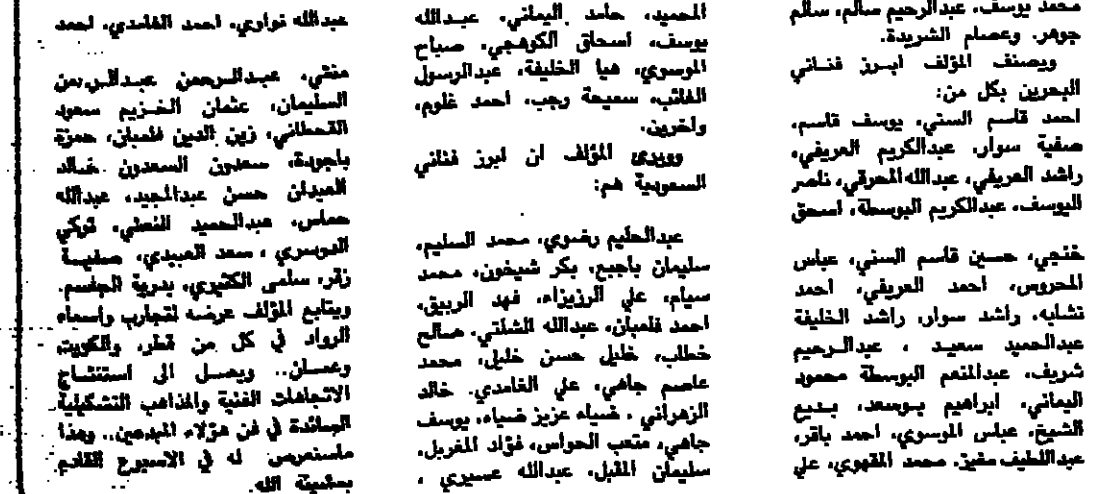 محمد يوسف، عبدالرحيم سالم، سالم
جوهر. وعصام الشريدة.
ويصنف المؤلف ابرز فناني
البحرين بكل من:
احمد قاسم السني، يوسف قاسم،
صفية سوار، عبدالكريم العريفي،
راشد العريفي، عبدالله المحرقي، ناصر
اليوسف، عبدالكريم البوسطة، اسحق
خنجي، حسين قاسم السني، عباس
المحروس، احمد العريفي، احمد
نشابه، راشد سوار، راشد الخليفة
عبدالحميد سعيد ، عبدالرحيم
شريف، عبدالمنعم البوسطة محمود
اليماني، ابراهيم بوسعد، بديع
الشيخ، عباس الموسوي، احمد باقر،
عبداللطيف مفيز، محمد المقهوي، علي
المحميد، حامد اليماني، عبدالله
يوسف، اسحاق الكوهجي، صباح
الموسوي، هيا الخليفة، عبدالرسول
الغائب، سميحة رجب، احمد غلوم،
واخرين.
ويرى المؤلف ان ابرز فناني
السعودية هم:
عبدالحليم رضوي، محمد السليم،
سليمان باجبع، بكر شيخون، محمد
سيام، علي الرزيزاء، فهد الربيق،
احمد فلمبان، عبدالله الشلتي، صالح
خطاب، خليل حسن خليل، محمد
عاصم جاهي، علي الغامدي، خالد
الزهراني ، ضياء عزيز ضياء، يوسف
جاهي، متعب الحواس، فؤاد المغربل،
سليمان المقبل، عبدالله عسيري ،
عبدالله نواري، احمد الغامدي، احمد
منشي، عبدالرحمن
السليمان، عثمان الخزيم سعود
القحطاني، زين الدين فلمبان، حمزة
باجودة، سعدون السعدون خالد
العبدان حسن عبدالمجيد، عبدالله
حماس، عبدالحميد تركي
الدوسري ، سعد العبيدي، صفية
زقر، سلمى الكثيري، بدرية الجاسم.
ويتابع المؤلف عرضه لتجارب واسماء
الرواد في كل من قطر، والكويت
وعمان.. ويصل الى استنتاج
الاتجاهات الفنية والمذاهب التشكيلية
السائدة في فن هؤلاء المبدعين.. وهذا
ماسنعرض له في الاسبوع القادم
بمشيئة الله.